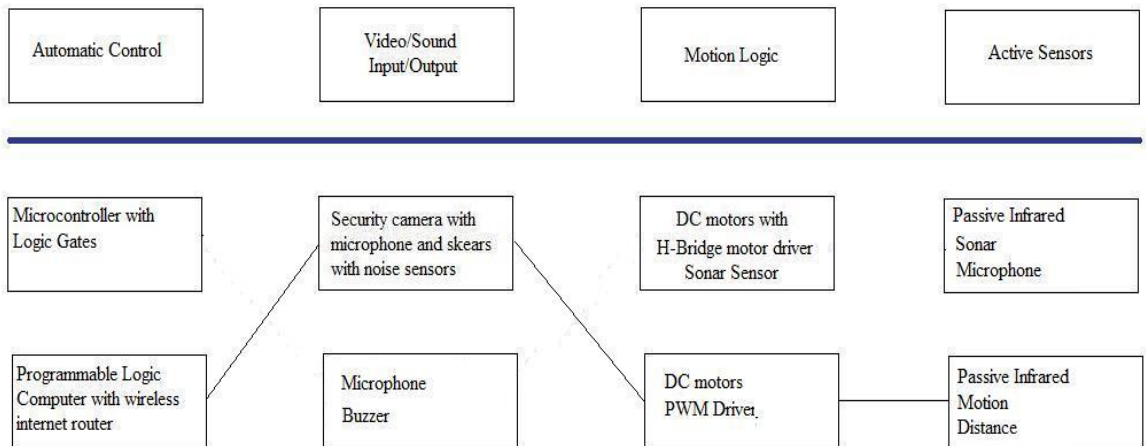 Automatic Control
Video/Sound
Input/Output
Motion Logic
Active Sensors
Microcontroller with
Logic Gates
Security camera with
microphone and skears
with noise sensors
DC motors with
H-Bridge motor driver
Sonar Sensor
Passive Infrared
Sonar
Microphone
Programmable Logic
Computer with wireless
internet router
Microphone
Buzzer
DC motors
PWM Driver
Passive Infrared
Motion
Distance